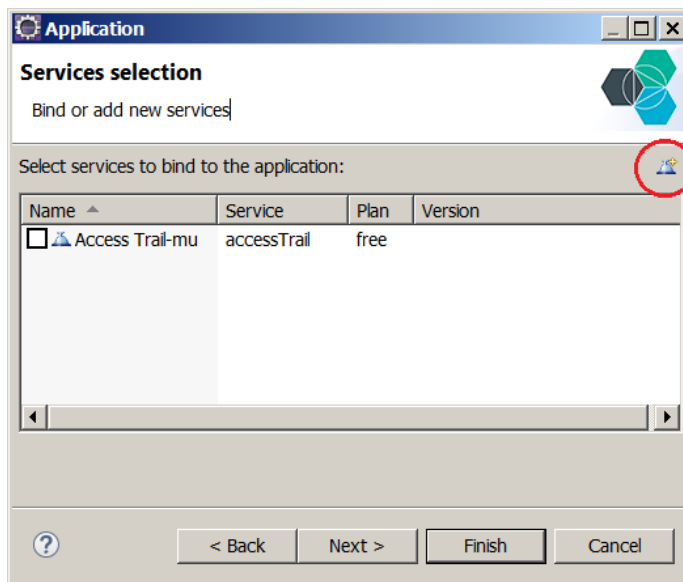 Application
Services selection
Bind or add new services
Select services to bind to the application:
Name Service Plan Version
Access Trail-mu accessTrail free
? < Back Next > Finish Cancel